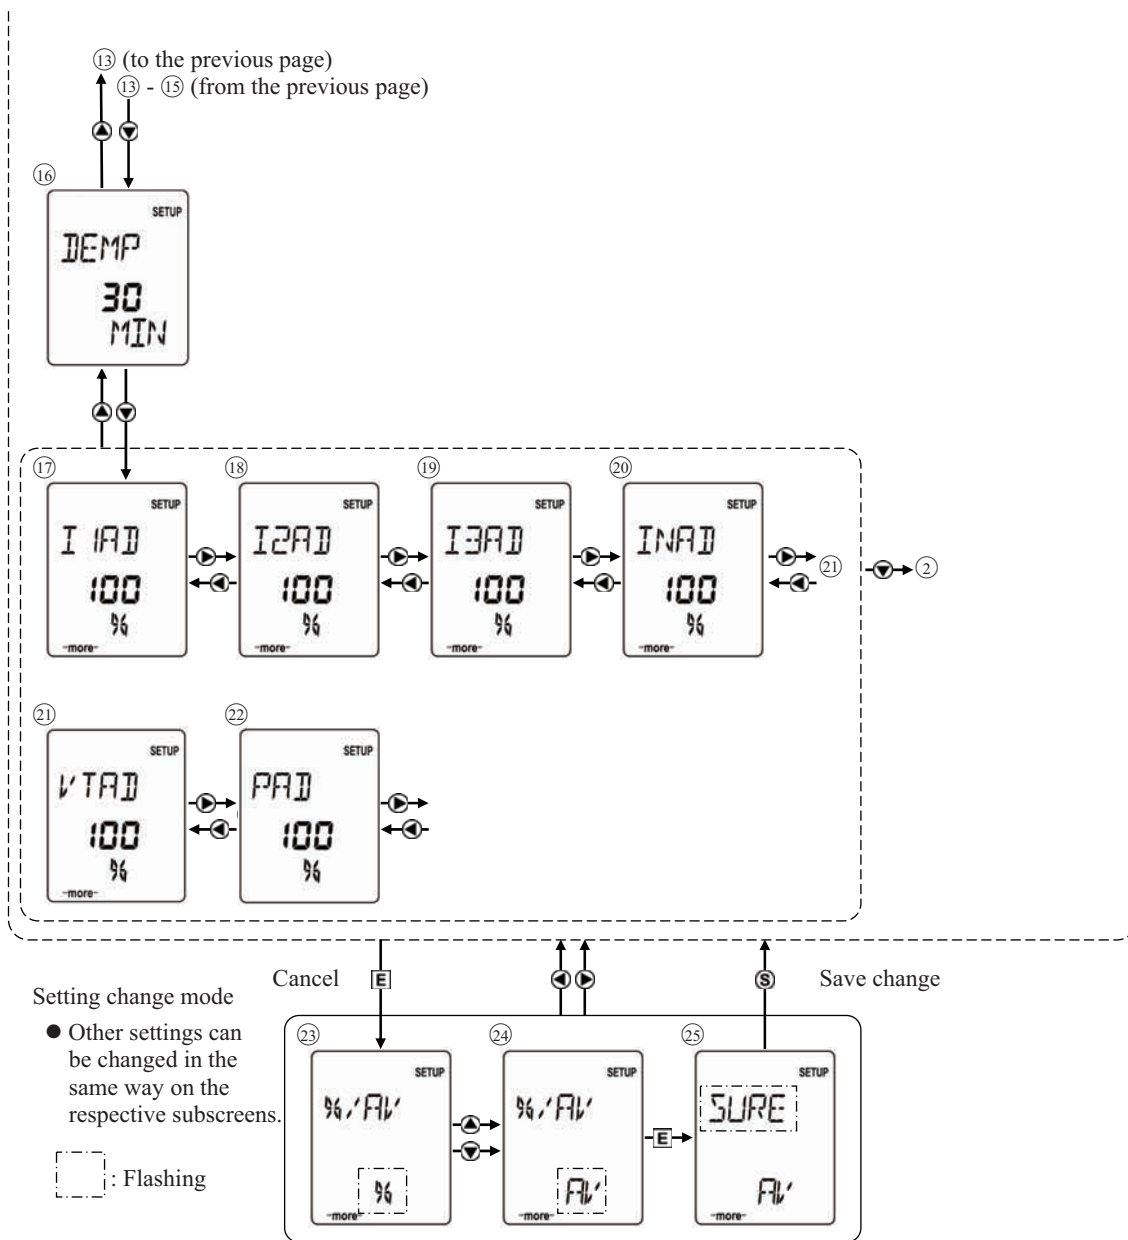 ⑬ (to the previous page)
⑬ - ⑮ (from the previous page)
⑯
SETUP
DEMP
30
MIN
⑰ ⑱ ⑲ ⑳
SETUP SETUP SETUP SETUP
I1AD I2AD I3AD INAD
㉑ ②
100 100 100 100
% % % %
-more- -more- -more- -more-
㉑ ㉒
SETUP SETUP
VTAD PAD
100 100
% %
-more-
Cancel E S Save change
Setting change mode
● Other settings can
be changed in the
same way on the
respective subscreens.
: Flashing
㉓ ㉔ ㉕
SETUP SETUP SETUP
%/AV %/AV SURE
E
% AV AV
-more- -more- -more-